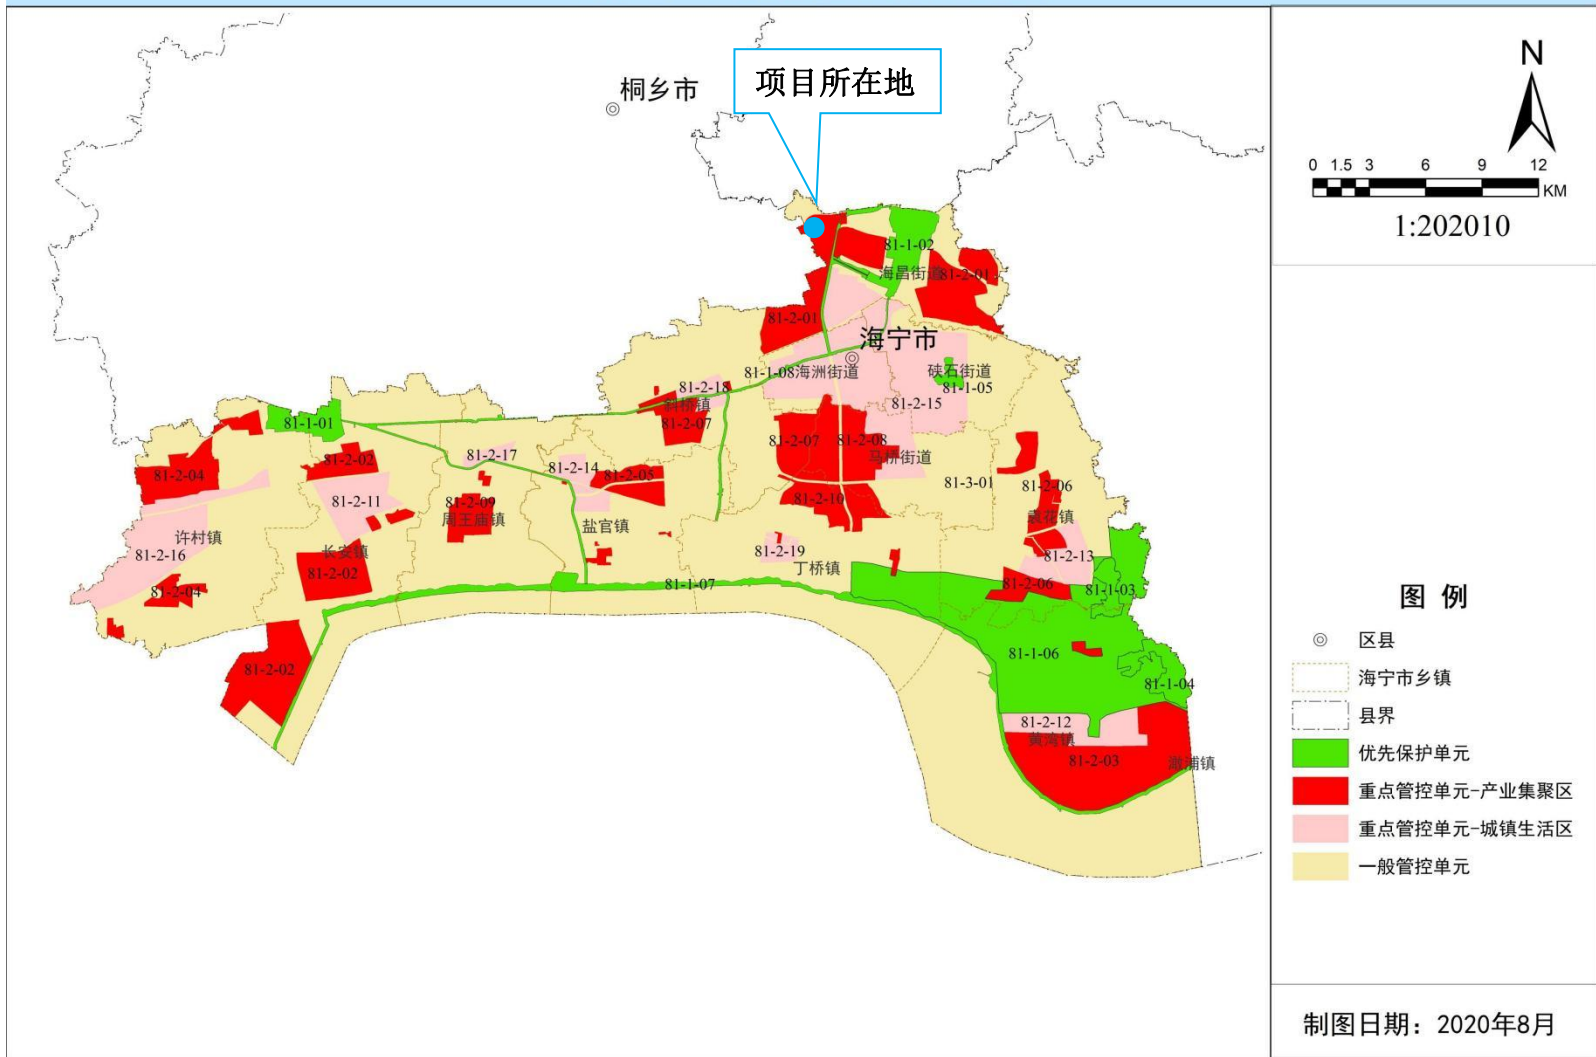 桐乡市
项目所在地
N
0 1.5 3 6 9 12
KM
1:202010
81-1-02
海昌街道
81-2-01
81-2-01
海宁市
81-1-08
海洲街道
硖石街道
81-1-05
81-2-15
81-2-18
斜桥镇
81-2-07
81-1-01
81-2-07
81-2-08
马桥街道
81-2-04
81-2-02
81-2-17
81-2-14
81-2-05
81-3-01
81-2-06
81-2-11
81-2-09
周王庙镇
盐官镇
81-2-10
袁花镇
许村镇
81-2-16
长安镇
81-2-02
81-2-19
丁桥镇
81-2-13
81-2-04
81-1-07
81-2-06
81-1-03
81-2-02
81-1-06
81-1-04
81-2-12
黄湾镇
81-2-03
澉浦镇
图 例
区县
海宁市乡镇
县界
优先保护单元
重点管控单元-产业集聚区
重点管控单元-城镇生活区
一般管控单元
制图日期：2020年8月